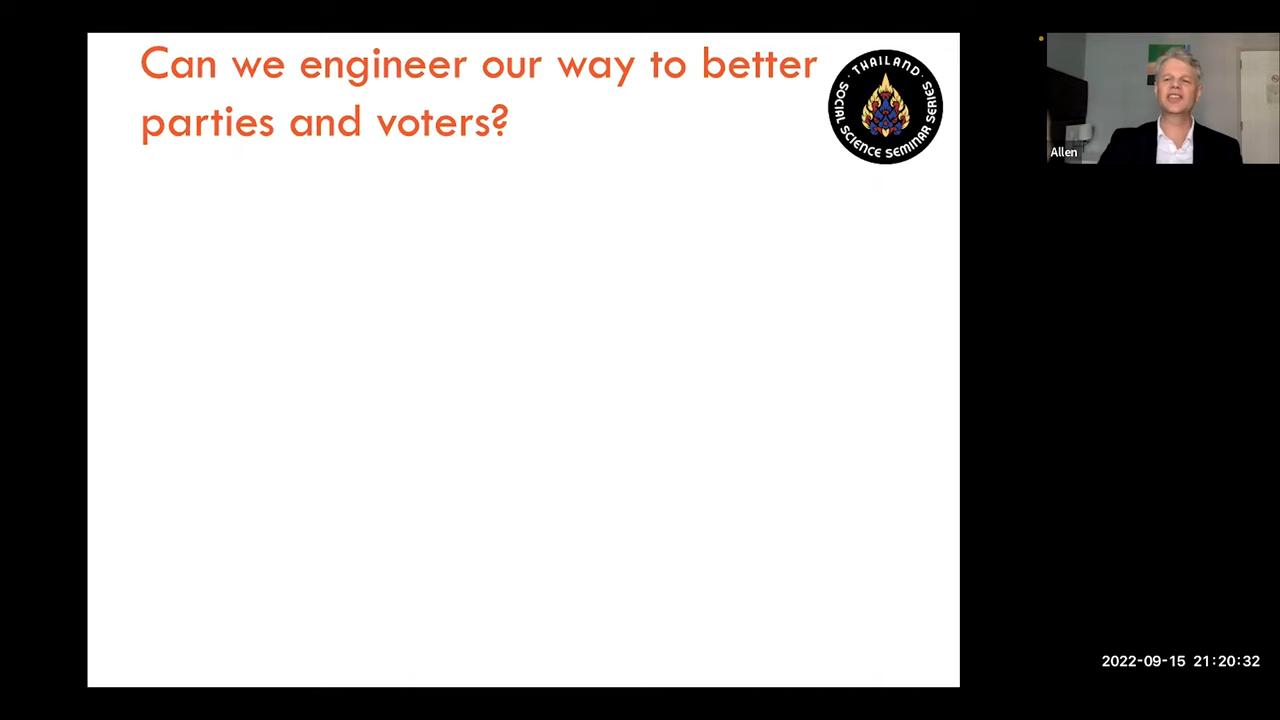 Can we engineer our way to better
parties and voters?
· THAILAND ·
SOCIAL SCIENCE SEMINAR SERIES
Allen
2022-09-15 21:20:32